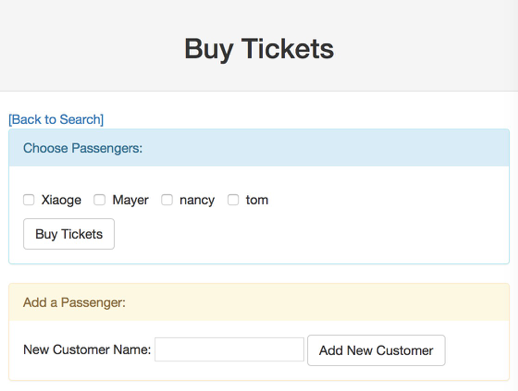 Buy Tickets
[Back to Search]
Choose Passengers:
Xiaoge Mayer nancy tom
Buy Tickets
Add a Passenger:
New Customer Name: Add New Customer